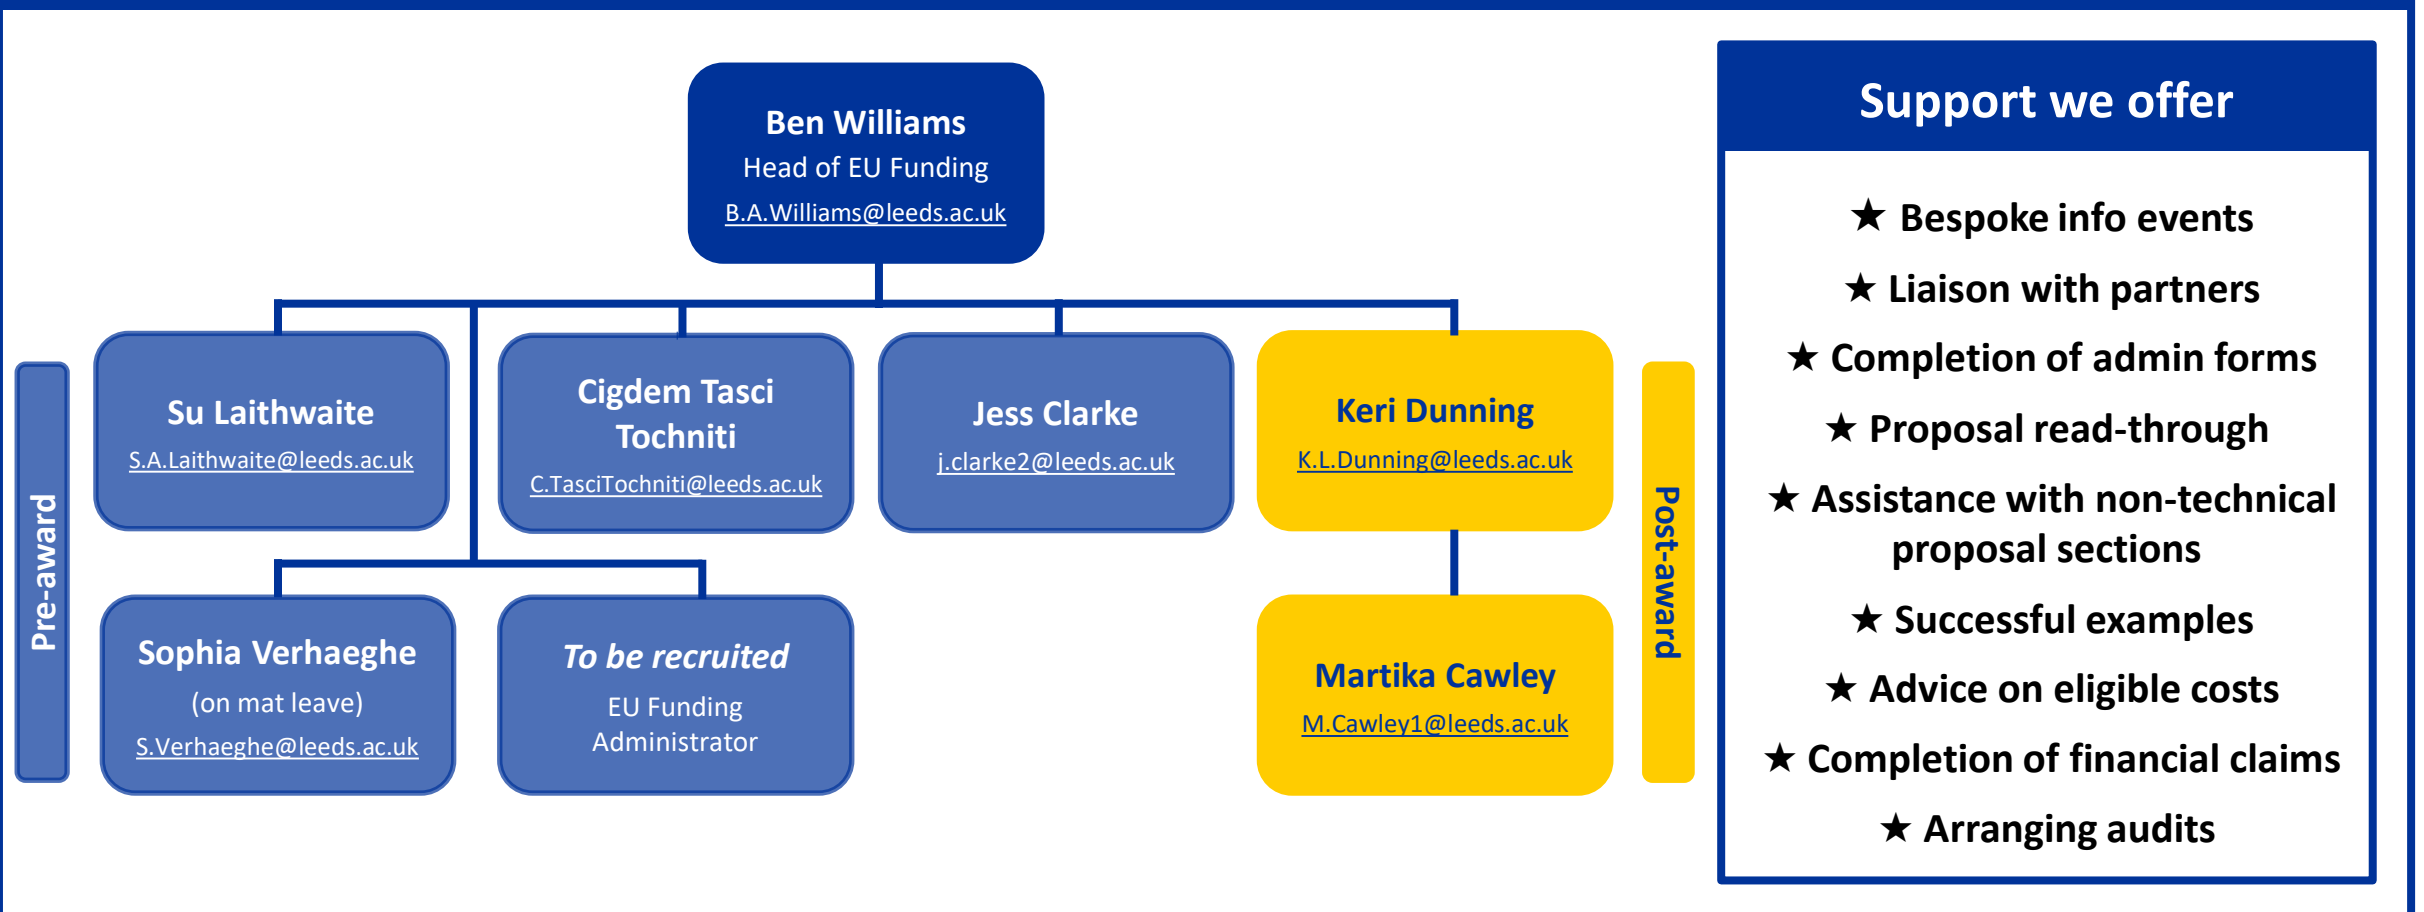 Ben Williams
Head of EU Funding
B.A.Williams@leeds.ac.uk
Pre-award
Su Laithwaite
S.A.Laithwaite@leeds.ac.uk
Cigdem Tasci
Tochniti
C.TasciTochniti@leeds.ac.uk
Jess Clarke
j.clarke2@leeds.ac.uk
Keri Dunning
K.L.Dunning@leeds.ac.uk
Sophia Verhaeghe
(on mat leave)
S.Verhaeghe@leeds.ac.uk
To be recruited
EU Funding
Administrator
Martika Cawley
M.Cawley1@leeds.ac.uk
Post-award
Support we offer
★ Bespoke info events
★ Liaison with partners
★ Completion of admin forms
★ Proposal read-through
★ Assistance with non-technical
proposal sections
★ Successful examples
★ Advice on eligible costs
★ Completion of financial claims
★ Arranging audits